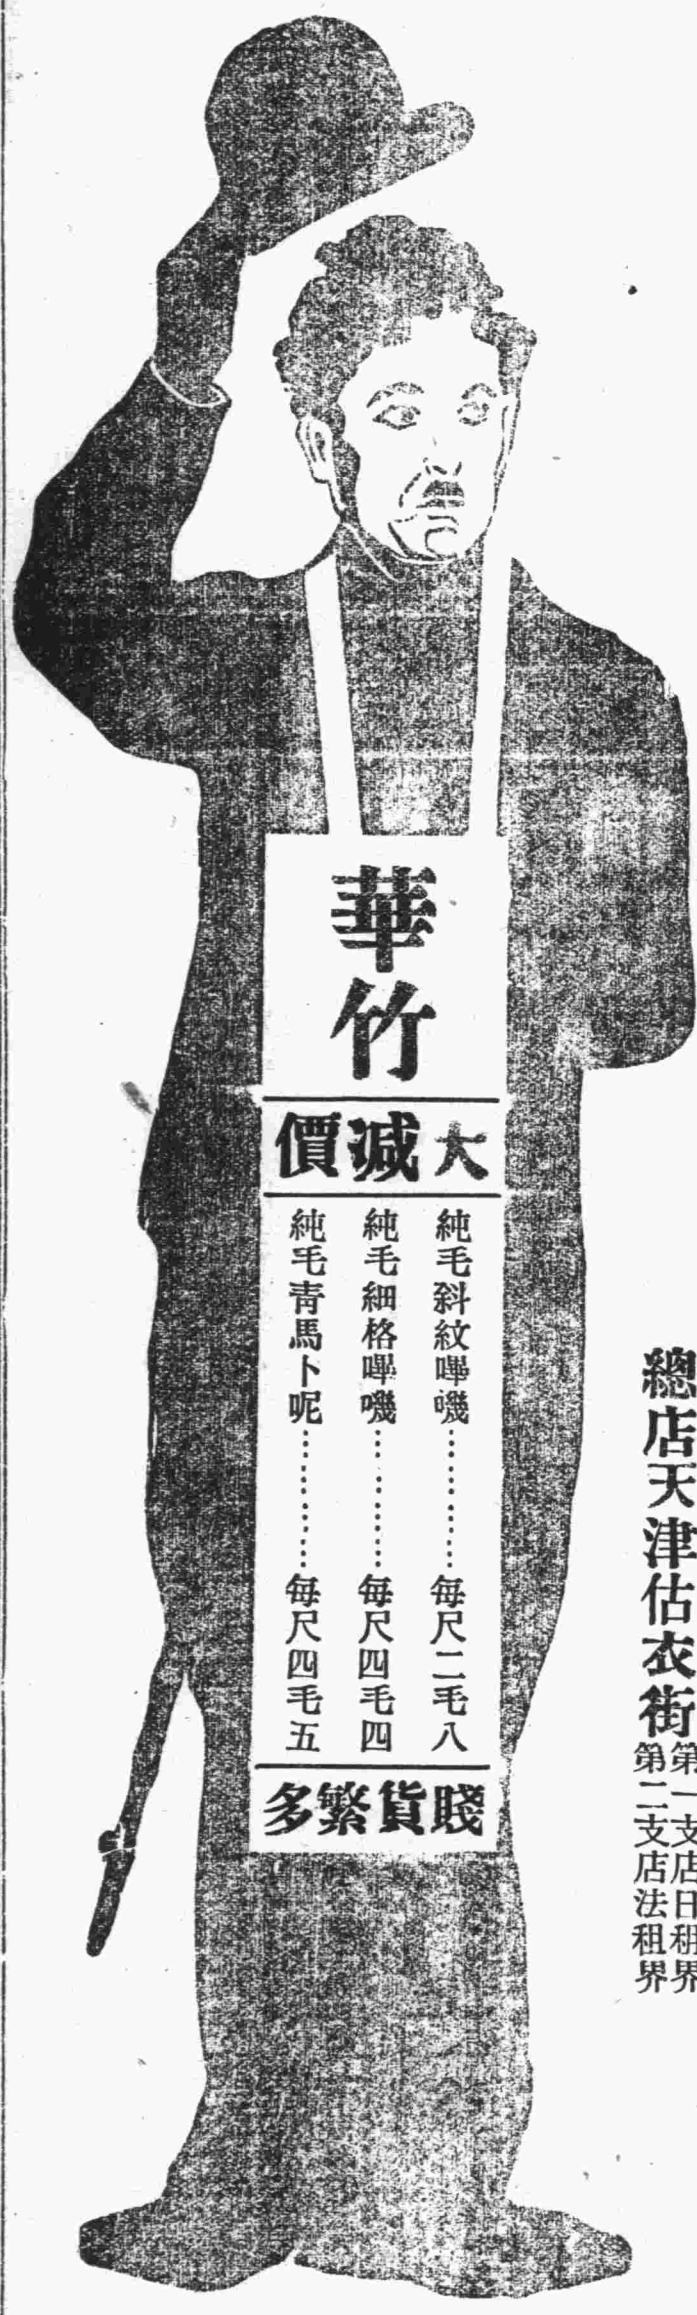 華竹
大減價
純毛斜紋嗶嘰………每尺二毛八
純毛細格嗶嘰………每尺四毛四
純毛青馬卜呢………每尺四毛五
賤貨繁多
總店天津估衣街
第一支店日租界
第二支店法租界